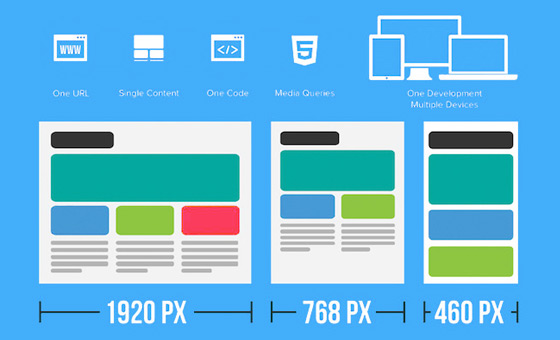 WWW
</>
5
One URL
Single Content
One Code
Media Queries
One Development
Multiple Devices
1920 PX
768 PX
460 PX